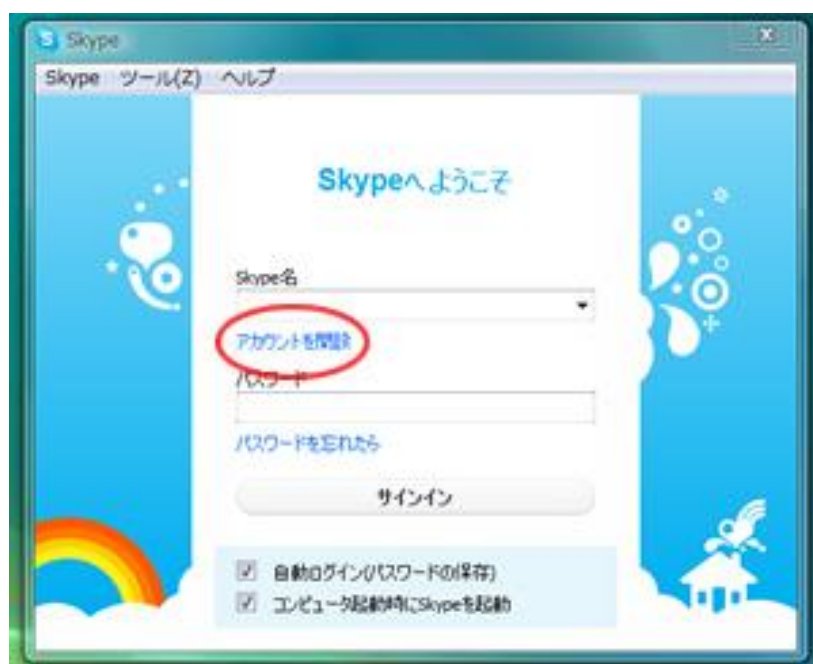 Skype
Skype ツール(Z) ヘルプ
Skypeへようこそ
Skype名
アカウントを開設
パスワード
パスワードを忘れたら
サインイン
自動ログイン(パスワードの保存)
コンピュータ起動時にSkypeを起動